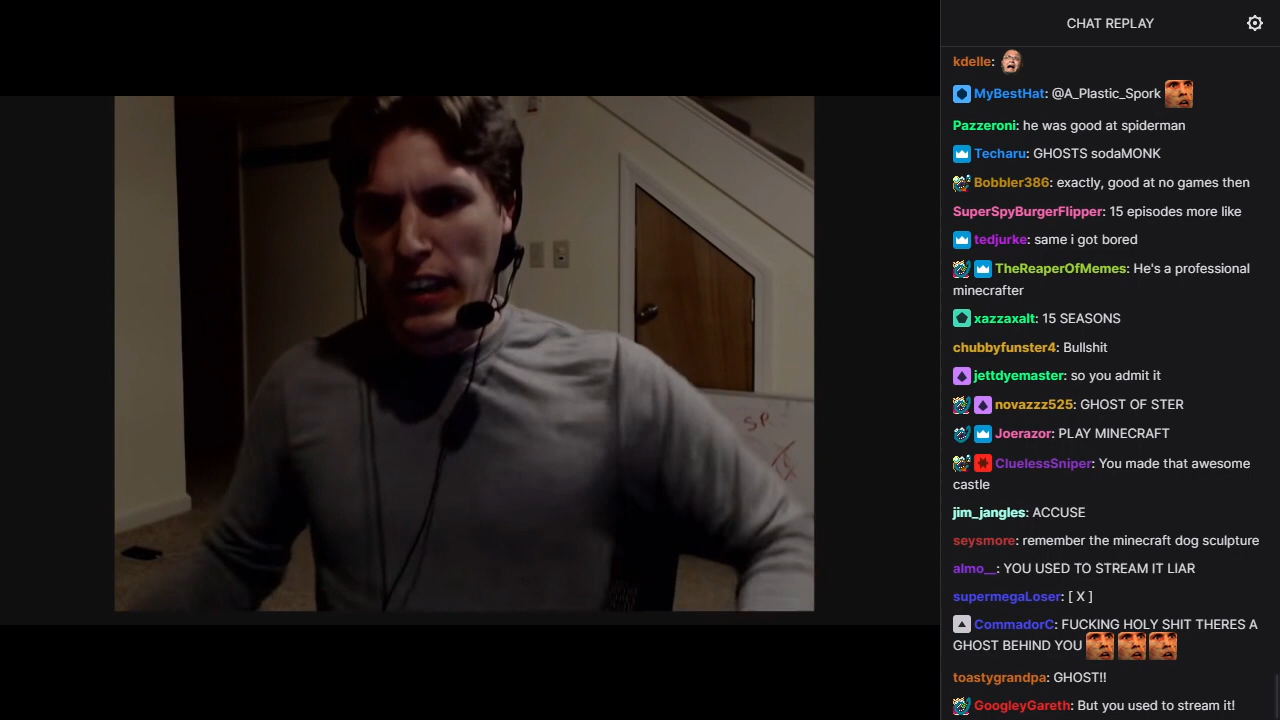 CHAT REPLAY
kdelle:
MyBestHat: @A_Plastic_Spork
Pazzeroni: he was good at spiderman
Techaru: GHOSTS sodaMONK
Bobbler386: exactly, good at no games then
SuperSpyBurgerFlipper: 15 episodes more like
tedjurke: same i got bored
TheReaperOfMemes: He's a professional
minecrafter
xazzaxalt: 15 SEASONS
chubbyfunster4: Bullshit
jettdyemaster: so you admit it
novazzz525: GHOST OF STER
Joerazor: PLAY MINECRAFT
CluelessSniper: You made that awesome
castle
jim_jangles: ACCUSE
SP
seysmore: remember the minecraft dog sculpture
almo__: YOU USED TO STREAM IT LIAR
supermegaLoser: [ X ]
CommadorC: FUCKING HOLY SHIT THERES A
GHOST BEHIND YOU
toastygrandpa: GHOST!!
GoogleyGareth: But you used to stream it!